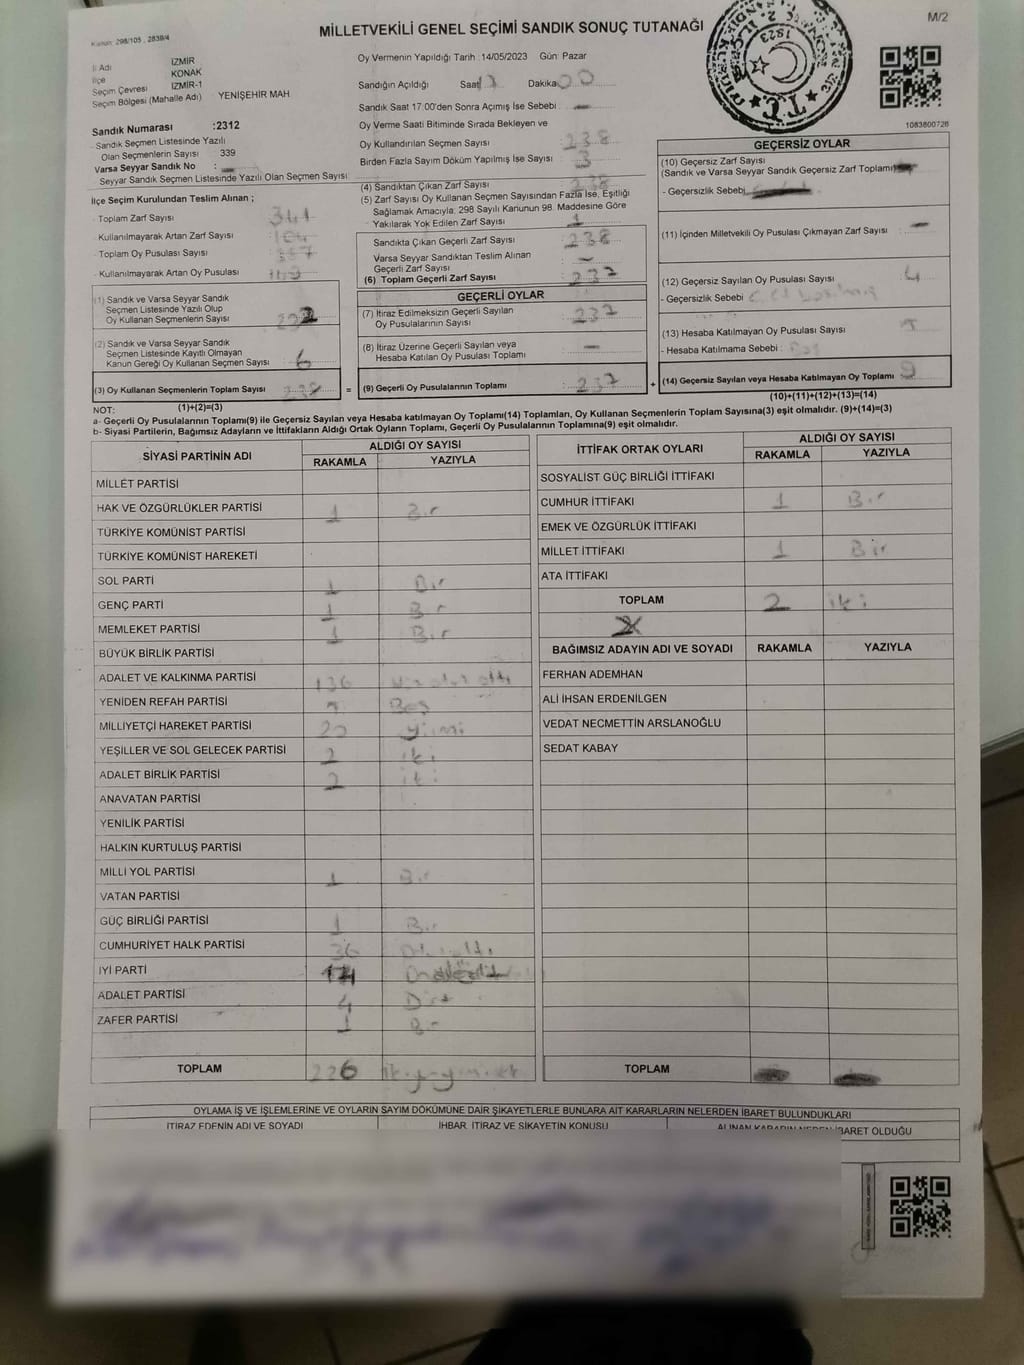 Kanun: 298/105 , 2839/4
MİLLETVEKİLİ GENEL SEÇİMİ SANDIK SONUÇ TUTANAĞI
M/2
İl Adı İZMİR
İlçe KONAK
Seçim Çevresi İZMİR-1
Seçim Bölgesi (Mahalle Adı) YENİŞEHİR MAH.
Oy Vermenin Yapıldığı Tarih :14/05/2023 Gün: Pazar
Sandığın Açıldığı Saat Dakika 00
Sandık Saat 17:00'den Sonra Açımış İse Sebebi : —
Oy Verme Saati Bitiminde Sırada Bekleyen ve
Oy Kullandırılan Seçmen Sayısı : 238
Birden Fazla Sayım Döküm Yapılmış İse Sayısı : 3
1083800726
Sandık Numarası :2312
Sandık Seçmen Listesinde Yazılı
Olan Seçmenlerin Sayısı 339
Varsa Seyyar Sandık No : —
Seyyar Sandık Seçmen Listesinde Yazılı Olan Seçmen Sayısı:
İlçe Seçim Kurulundan Teslim Alınan ;
- Toplam Zarf Sayısı : 341
- Kullanılmayarak Artan Zarf Sayısı : 104
- Toplam Oy Pusulası Sayısı
- Kullanılmayarak Artan Oy Pusulası
(1) Sandık ve Varsa Seyyar Sandık
Seçmen Listesinde Yazılı Olup
Oy Kullanan Seçmenlerin Sayısı
(2) Sandık ve Varsa Seyyar Sandık
Seçmen Listesinde Kayıtlı Olmayan
Kanun Gereği Oy Kullanan Seçmen Sayısı 6
(3) Oy Kullanan Seçmenlerin Toplam Sayısı : 238 =
(4) Sandıktan Çıkan Zarf Sayısı : 238
(5) Zarf Sayısı Oy Kullanan Seçmen Sayısından Fazla İse, Eşitliği
Sağlamak Amacıyla, 298 Sayılı Kanunun 98. Maddesine Göre
Yakılarak Yok Edilen Zarf Sayısı
Sandıkta Çıkan Geçerli Zarf Sayısı : 238
Varsa Seyyar Sandıktan Teslim Alınan
Geçerli Zarf Sayısı : —
(6) Toplam Geçerli Zarf Sayısı : 237
GEÇERLİ OYLAR
(7) İtiraz Edilmeksizin Geçerli Sayılan
Oy Pusulalarının Sayısı : 237
(8) İtiraz Üzerine Geçerli Sayılan veya
Hesaba Katılan Oy Pusulası Toplamı : —
(9) Geçerli Oy Pusulalarının Toplamı : 237 +
GEÇERSİZ OYLAR
(10) Geçersiz Zarf Sayısı
(Sandık ve Varsa Seyyar Sandık Geçersiz Zarf Toplamı)
- Geçersizlik Sebebi
(11) İçinden Milletvekili Oy Pusulası Çıkmayan Zarf Sayısı : —
(12) Geçersiz Sayılan Oy Pusulası Sayısı : 4
- Geçersizlik Sebebi :
(13) Hesaba Katılmayan Oy Pusulası Sayısı :
- Hesaba Katılmama Sebebi :
(14) Geçersiz Sayılan veya Hesaba Katılmayan Oy Toplamı : 9
(10)+(11)+(12)+(13)=(14)
NOT: (1)+(2)=(3)
a- Geçerli Oy Pusulalarının Toplamı(9) ile Geçersiz Sayılan veya Hesaba katılmayan Oy Toplamı(14) Toplamları, Oy Kullanan Seçmenlerin Toplam Sayısına(3) eşit olmalıdır. (9)+(14)=(3)
b- Siyasi Partilerin, Bağımsız Adayların ve İttifakların Aldığı Ortak Oyların Toplamı, Geçerli Oy Pusulalarının Toplamına(9) eşit olmalıdır.
SİYASİ PARTİNİN ADI ALDIĞI OY SAYISI
RAKAMLA YAZIYLA
MİLLET PARTİSİ
HAK VE ÖZGÜRLÜKLER PARTİSİ 1 Bir
TÜRKİYE KOMÜNİST PARTİSİ
TÜRKİYE KOMÜNİST HAREKETİ
SOL PARTİ 1 Bir
GENÇ PARTİ 1 Bir
MEMLEKET PARTİSİ 1 Bir
BÜYÜK BİRLİK PARTİSİ
ADALET VE KALKINMA PARTİSİ 136
YENİDEN REFAH PARTİSİ Beş
MİLLİYETÇİ HAREKET PARTİSİ 20 yirmi
YEŞİLLER VE SOL GELECEK PARTİSİ 2 iki
ADALET BİRLİK PARTİSİ 2 iki
ANAVATAN PARTİSİ
YENİLİK PARTİSİ
HALKIN KURTULUŞ PARTİSİ
MİLLİ YOL PARTİSİ 1 Bir
VATAN PARTİSİ
GÜÇ BİRLİĞİ PARTİSİ 1 Bir
CUMHURİYET HALK PARTİSİ 36
İYİ PARTİ 14
ADALET PARTİSİ 4 Dört
ZAFER PARTİSİ 1 Bir
TOPLAM 226
İTTİFAK ORTAK OYLARI ALDIĞI OY SAYISI
RAKAMLA YAZIYLA
SOSYALİST GÜÇ BİRLİĞİ İTTİFAKI
CUMHUR İTTİFAKI 1 Bir
EMEK VE ÖZGÜRLÜK İTTİFAKI
MİLLET İTTİFAKI 1 Bir
ATA İTTİFAKI
TOPLAM 2 iki
BAĞIMSIZ ADAYIN ADI VE SOYADI RAKAMLA YAZIYLA
FERHAN ADEMHAN
ALİ İHSAN ERDENİLGEN
VEDAT NECMETTİN ARSLANOĞLU
SEDAT KABAY
TOPLAM
OYLAMA İŞ VE İŞLEMLERİNE VE OYLARIN SAYIM DÖKÜMÜNE DAİR ŞİKAYETLERLE BUNLARA AİT KARARLARIN NELERDEN İBARET BULUNDUKLARI
İTİRAZ EDENİN ADI VE SOYADI İHBAR, İTİRAZ VE ŞİKAYETİN KONUSU ALINAN KARARIN NEDEN İBARET OLDUĞU